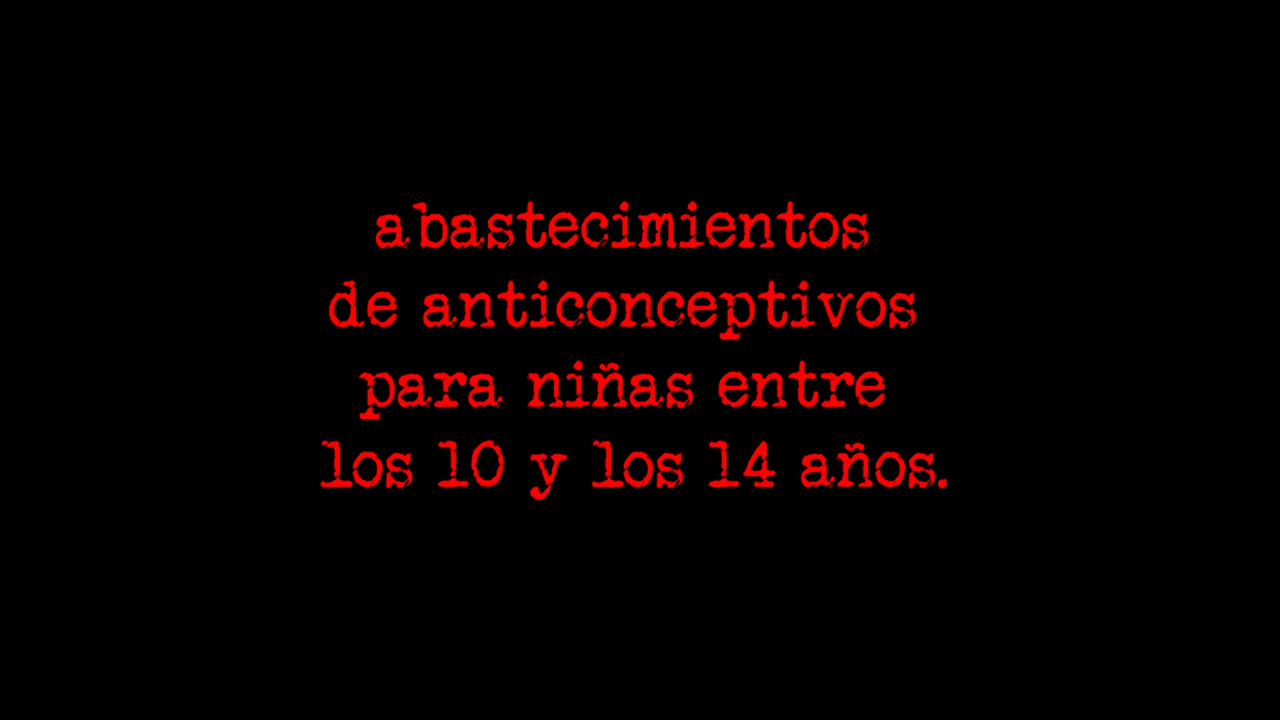 abastecimientos
de anticonceptivos
para niñas entre
los 10 y los 14 años.